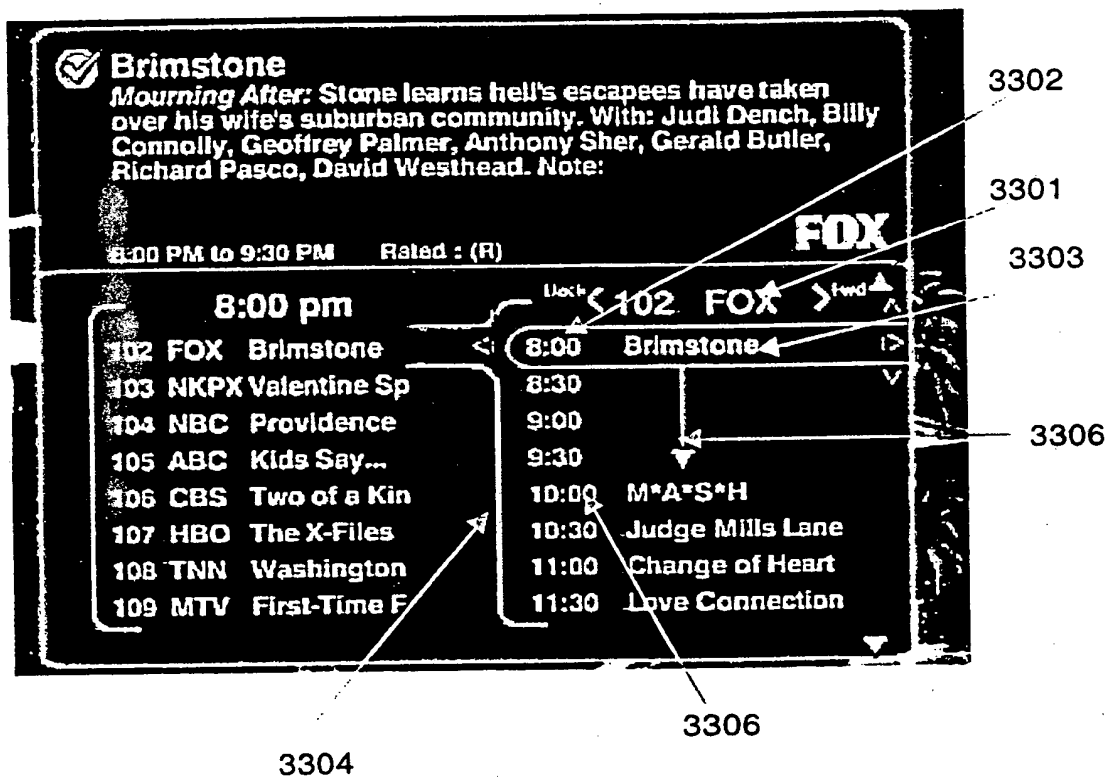 Brimstone
Mourning After: Stone learns hell's escapees have taken
over his wife's suburban community. With: Judi Dench, Billy
Connolly, Geoffrey Palmer, Anthony Sher, Gerald Butler,
Richard Pasco, David Westhead. Note:
8:00 PM to 9:30 PM Rated : (R)
FOX
8:00 pm
102 FOX Brimstone
103 NKPX Valentine Sp
104 NBC Providence
105 ABC Kids Say...
106 CBS Two of a Kin
107 HBO The X-Files
108 TNN Washington
109 MTV First-Time F
102 FOX Fwd
8:00 Brimstone
8:30
9:00
9:30
10:00 M*A*S*H
10:30 Judge Mills Lane
11:00 Change of Heart
11:30 Love Connection
3302
3301
3303
3306
3306
3304